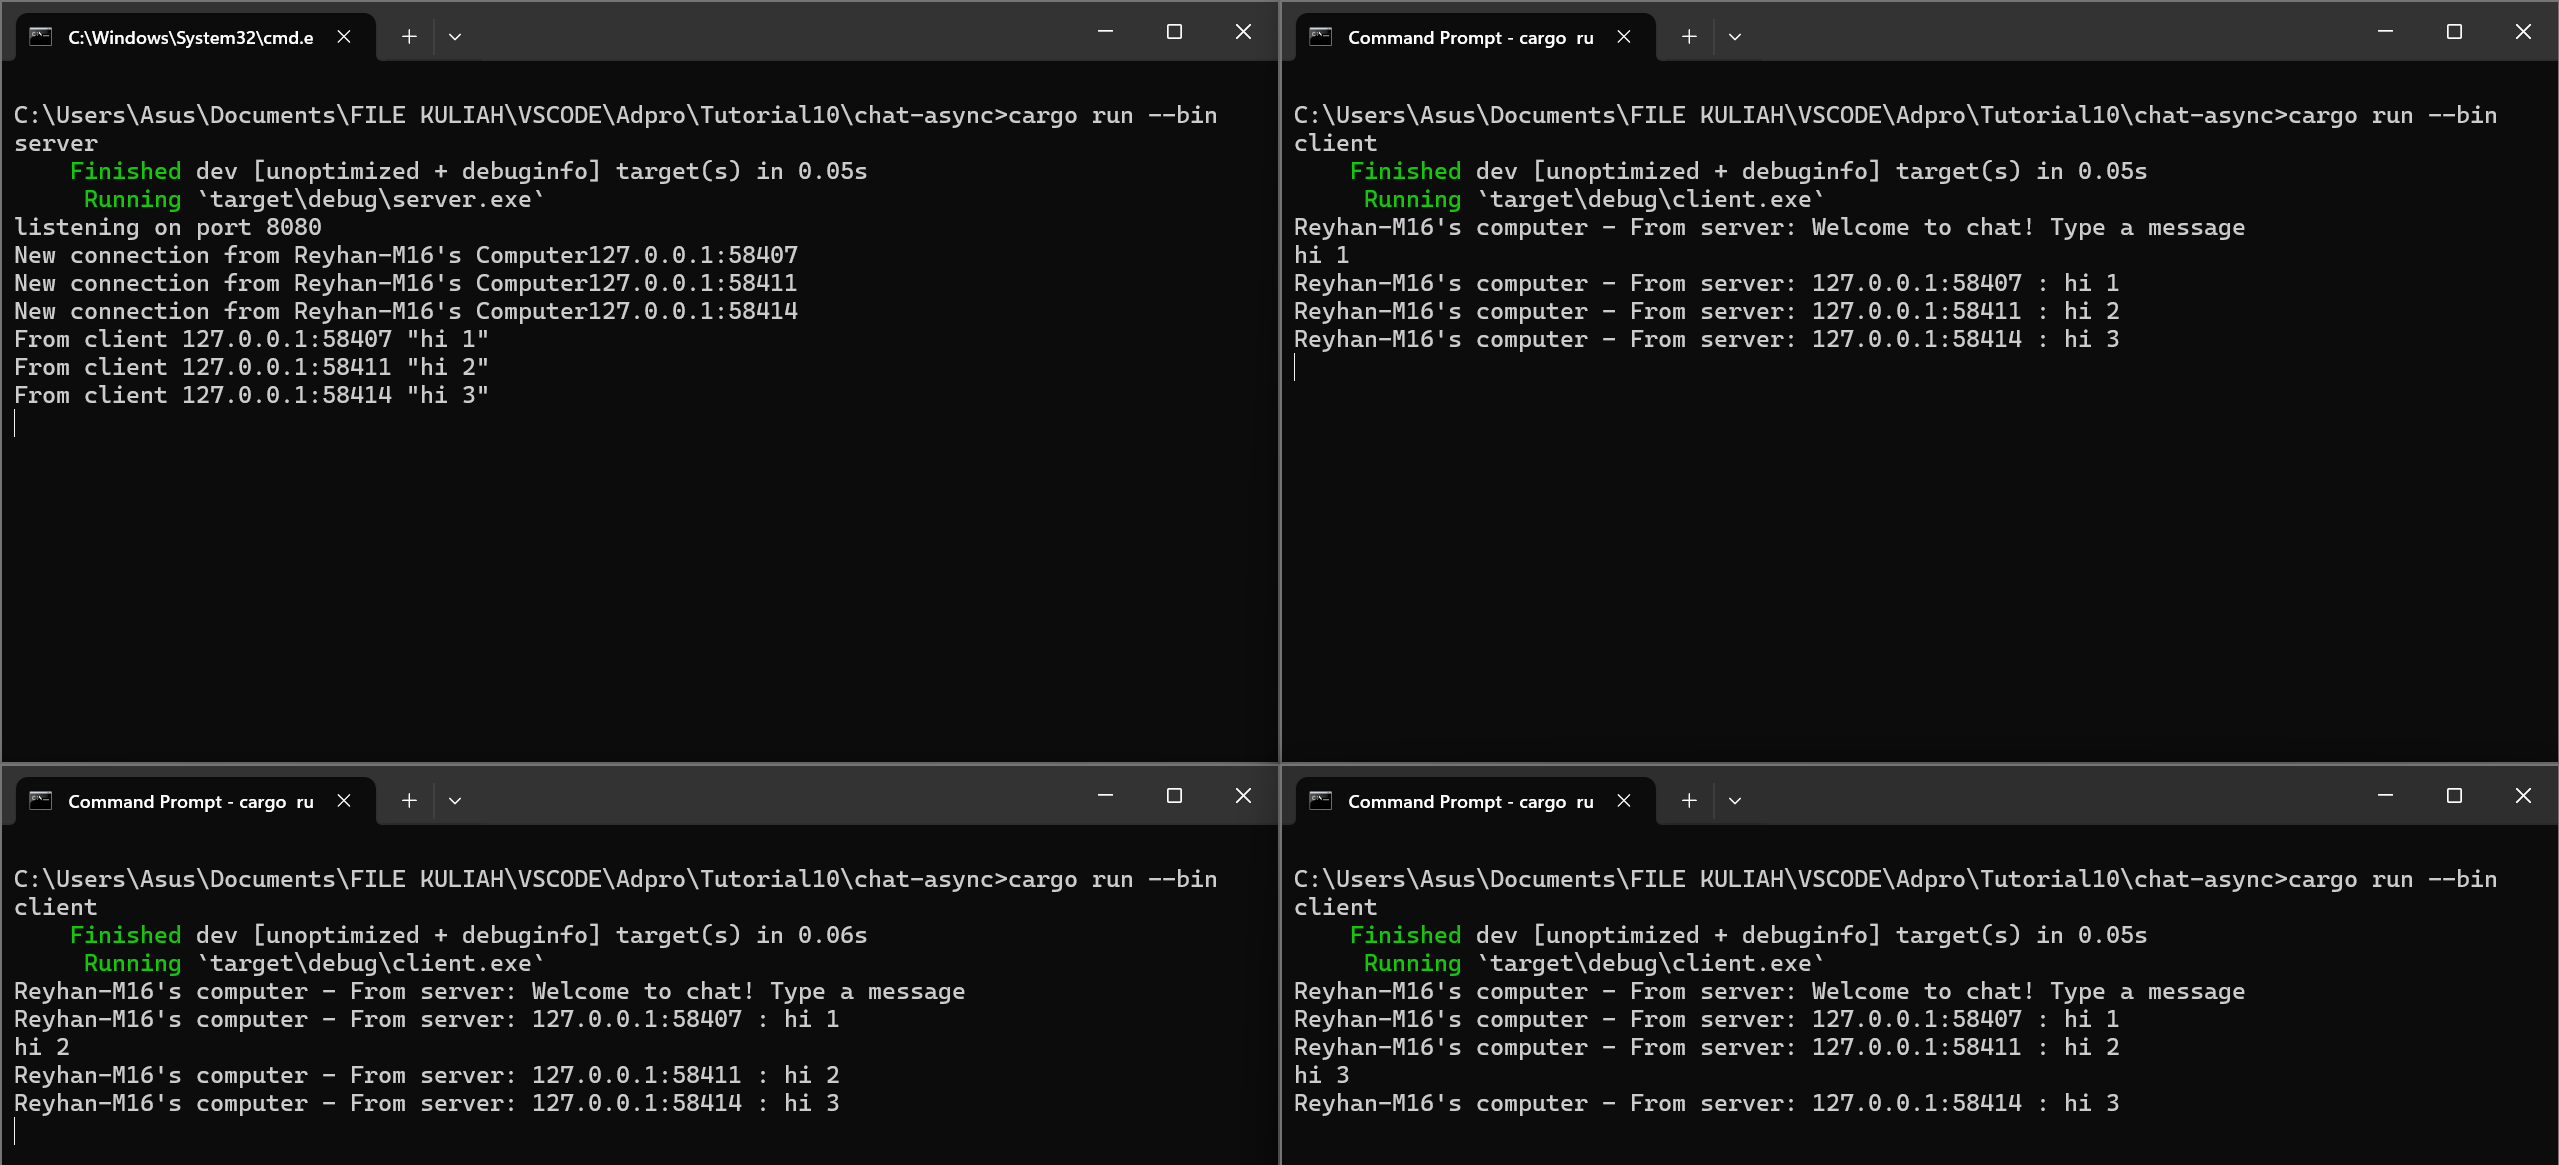 C:\Windows\System32\cmd.e
C:\Users\Asus\Documents\FILE KULIAH\VSCODE\Adpro\Tutorial10\chat-async>cargo run --bin
server
Finished dev [unoptimized + debuginfo] target(s) in 0.05s
Running `target\debug\server.exe`
listening on port 8080
New connection from Reyhan-M16's Computer127.0.0.1:58407
New connection from Reyhan-M16's Computer127.0.0.1:58411
New connection from Reyhan-M16's Computer127.0.0.1:58414
From client 127.0.0.1:58407 "hi 1"
From client 127.0.0.1:58411 "hi 2"
From client 127.0.0.1:58414 "hi 3"
Command Prompt - cargo  ru
C:\Users\Asus\Documents\FILE KULIAH\VSCODE\Adpro\Tutorial10\chat-async>cargo run --bin
client
Finished dev [unoptimized + debuginfo] target(s) in 0.05s
Running `target\debug\client.exe`
Reyhan-M16's computer - From server: Welcome to chat! Type a message
hi 1
Reyhan-M16's computer - From server: 127.0.0.1:58407 : hi 1
Reyhan-M16's computer - From server: 127.0.0.1:58411 : hi 2
Reyhan-M16's computer - From server: 127.0.0.1:58414 : hi 3
Command Prompt - cargo  ru
C:\Users\Asus\Documents\FILE KULIAH\VSCODE\Adpro\Tutorial10\chat-async>cargo run --bin
client
Finished dev [unoptimized + debuginfo] target(s) in 0.06s
Running `target\debug\client.exe`
Reyhan-M16's computer - From server: Welcome to chat! Type a message
Reyhan-M16's computer - From server: 127.0.0.1:58407 : hi 1
hi 2
Reyhan-M16's computer - From server: 127.0.0.1:58411 : hi 2
Reyhan-M16's computer - From server: 127.0.0.1:58414 : hi 3
Command Prompt - cargo  ru
C:\Users\Asus\Documents\FILE KULIAH\VSCODE\Adpro\Tutorial10\chat-async>cargo run --bin
client
Finished dev [unoptimized + debuginfo] target(s) in 0.05s
Running `target\debug\client.exe`
Reyhan-M16's computer - From server: Welcome to chat! Type a message
Reyhan-M16's computer - From server: 127.0.0.1:58407 : hi 1
Reyhan-M16's computer - From server: 127.0.0.1:58411 : hi 2
hi 3
Reyhan-M16's computer - From server: 127.0.0.1:58414 : hi 3